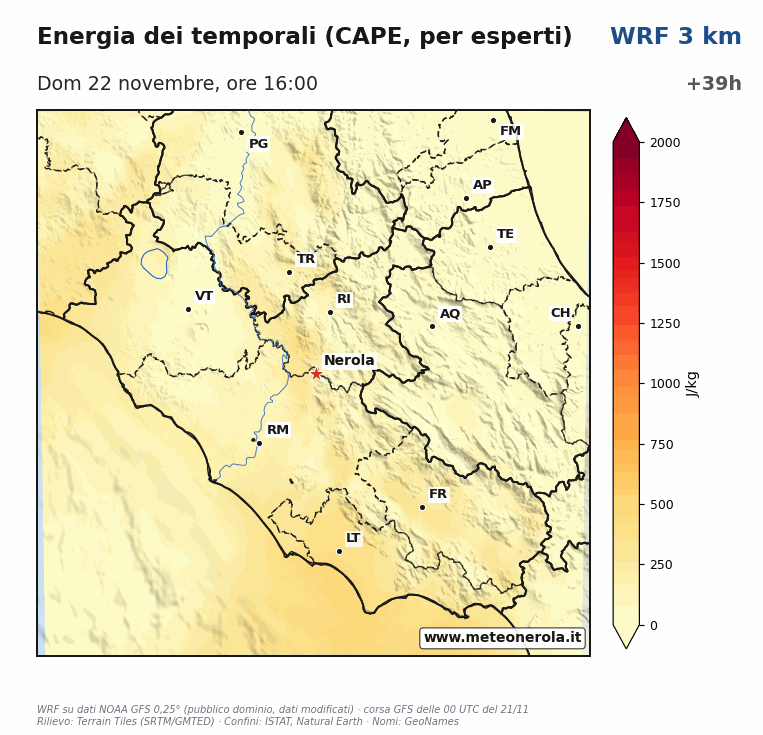 Energia dei temporali (CAPE, per esperti) WRF 3 km
Dom 22 novembre, ore 16:00 +39h
FM
PG
AP
TE
TR
VT
RI
AQ
CH
Nerola
RM
FR
LT
www.meteonerola.it
2000
1750
1500
1250
1000
750
500
250
0
J/kg
WRF su dati NOAA GFS 0,25° (pubblico dominio, dati modificati) · corsa GFS delle 00 UTC del 21/11
Rilievo: Terrain Tiles (SRTM/GMTED) · Confini: ISTAT, Natural Earth · Nomi: GeoNames